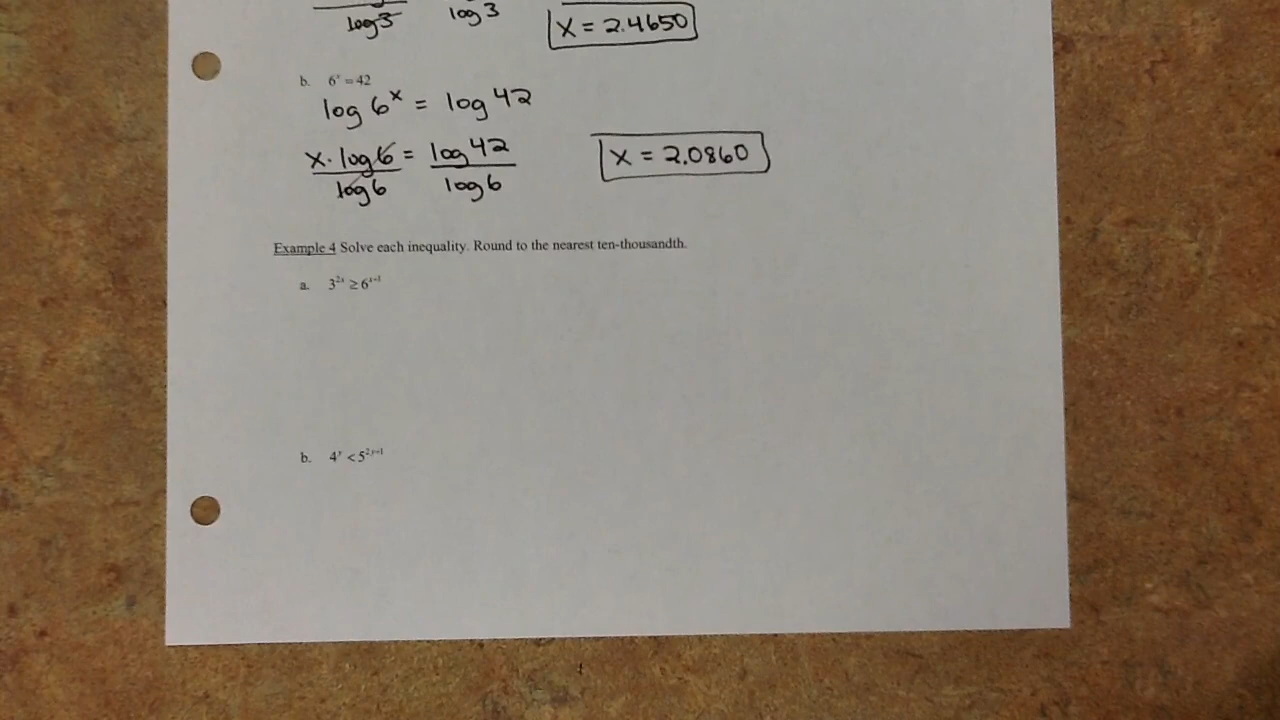 log 3 log 3 x = 2.4650
b. 6ˣ = 42
log 6ˣ = log 42
x · log 6 = log 42 x = 2.0860
log 6 log 6
Example 4 Solve each inequality. Round to the nearest ten-thousandth.
a. 3²ˣ ≥ 6ˣ⁺¹
b. 4ʸ < 5²ʸ⁺¹